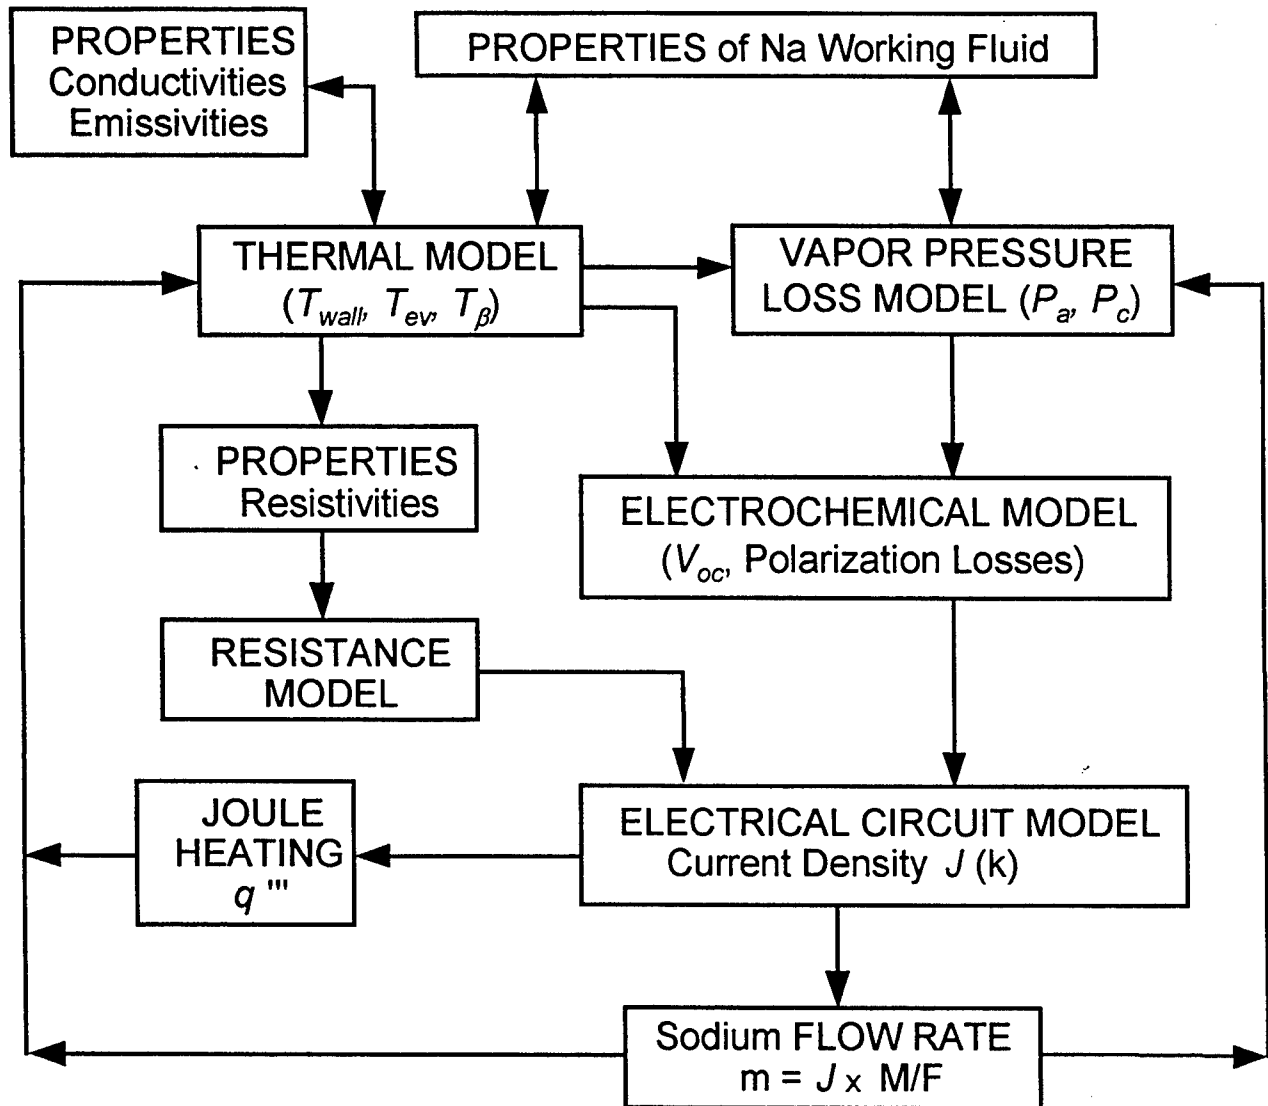 PROPERTIES
Conductivities
Emissivities
PROPERTIES of Na Working Fluid
THERMAL MODEL
(T_wall, T_ev, T_β)
VAPOR PRESSURE
LOSS MODEL (P_a, P_c)
PROPERTIES
Resistivities
ELECTROCHEMICAL MODEL
(V_oc, Polarization Losses)
RESISTANCE
MODEL
JOULE
HEATING
q '''
ELECTRICAL CIRCUIT MODEL
Current Density J (k)
Sodium FLOW RATE
m = J x M/F